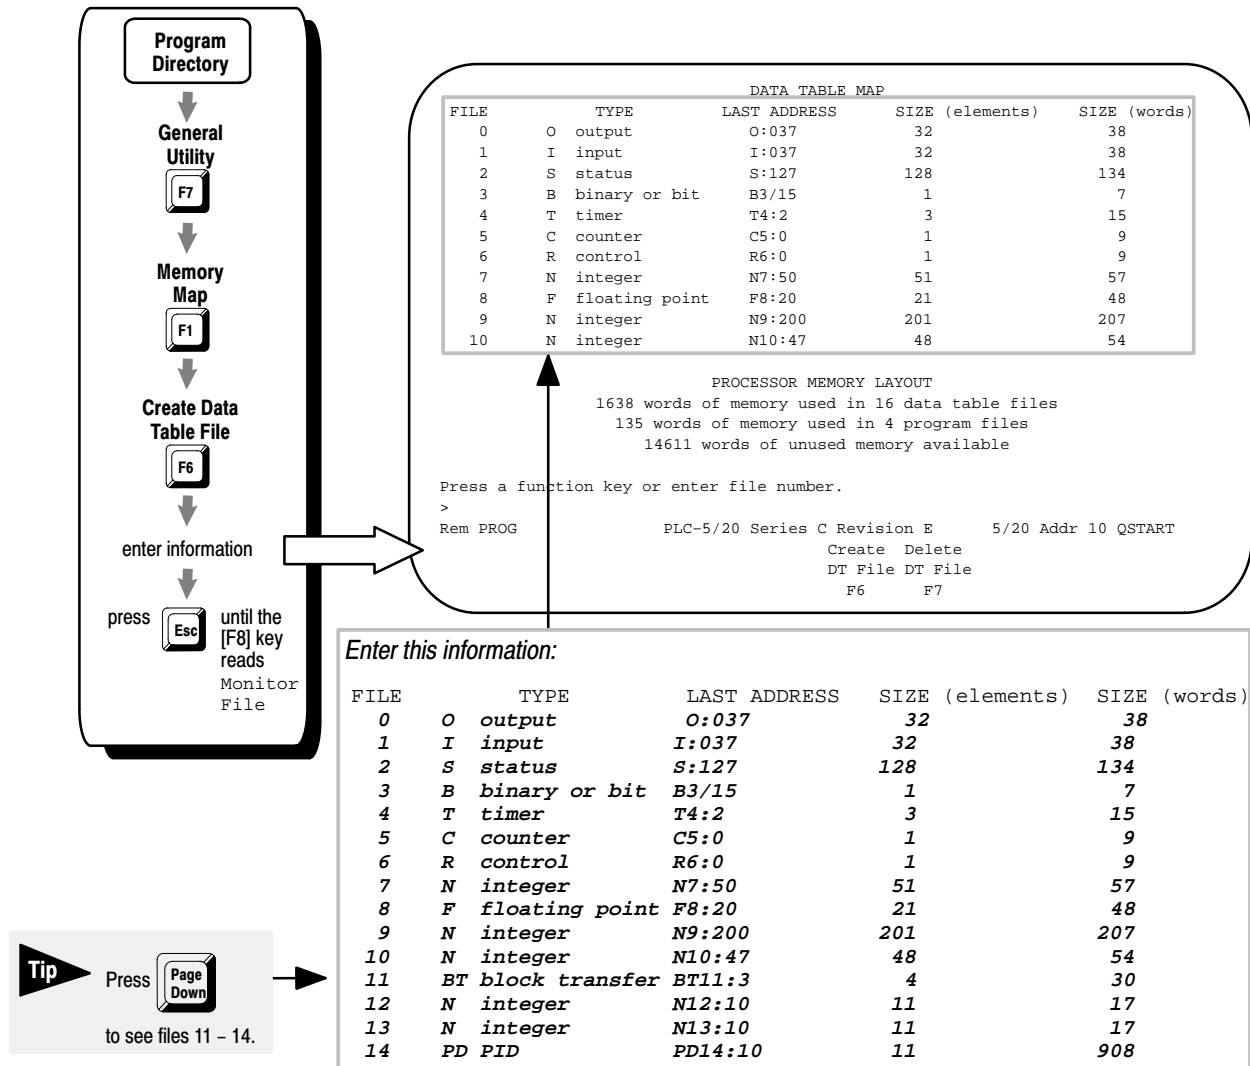 Program
Directory
General
Utility
F7
Memory
Map
F1
Create Data
Table File
F6
enter information
press Esc until the
[F8] key
reads
Monitor
File
DATA TABLE MAP
FILE TYPE LAST ADDRESS SIZE (elements) SIZE (words)
0 O output O:037 32 38
1 I input I:037 32 38
2 S status S:127 128 134
3 B binary or bit B3/15 1 7
4 T timer T4:2 3 15
5 C counter C5:0 1 9
6 R control R6:0 1 9
7 N integer N7:50 51 57
8 F floating point F8:20 21 48
9 N integer N9:200 201 207
10 N integer N10:47 48 54
PROCESSOR MEMORY LAYOUT
1638 words of memory used in 16 data table files
135 words of memory used in 4 program files
14611 words of unused memory available
Press a function key or enter file number.
>
Rem PROG PLC-5/20 Series C Revision E 5/20 Addr 10 QSTART
Create Delete
DT File DT File
F6 F7
Enter this information:
FILE TYPE LAST ADDRESS SIZE (elements) SIZE (words)
0 O output O:037 32 38
1 I input I:037 32 38
2 S status S:127 128 134
3 B binary or bit B3/15 1 7
4 T timer T4:2 3 15
5 C counter C5:0 1 9
6 R control R6:0 1 9
7 N integer N7:50 51 57
8 F floating point F8:20 21 48
9 N integer N9:200 201 207
10 N integer N10:47 48 54
11 BT block transfer BT11:3 4 30
12 N integer N12:10 11 17
13 N integer N13:10 11 17
14 PD PID PD14:10 11 908
Tip
Press Page
Down
to see files 11 – 14.